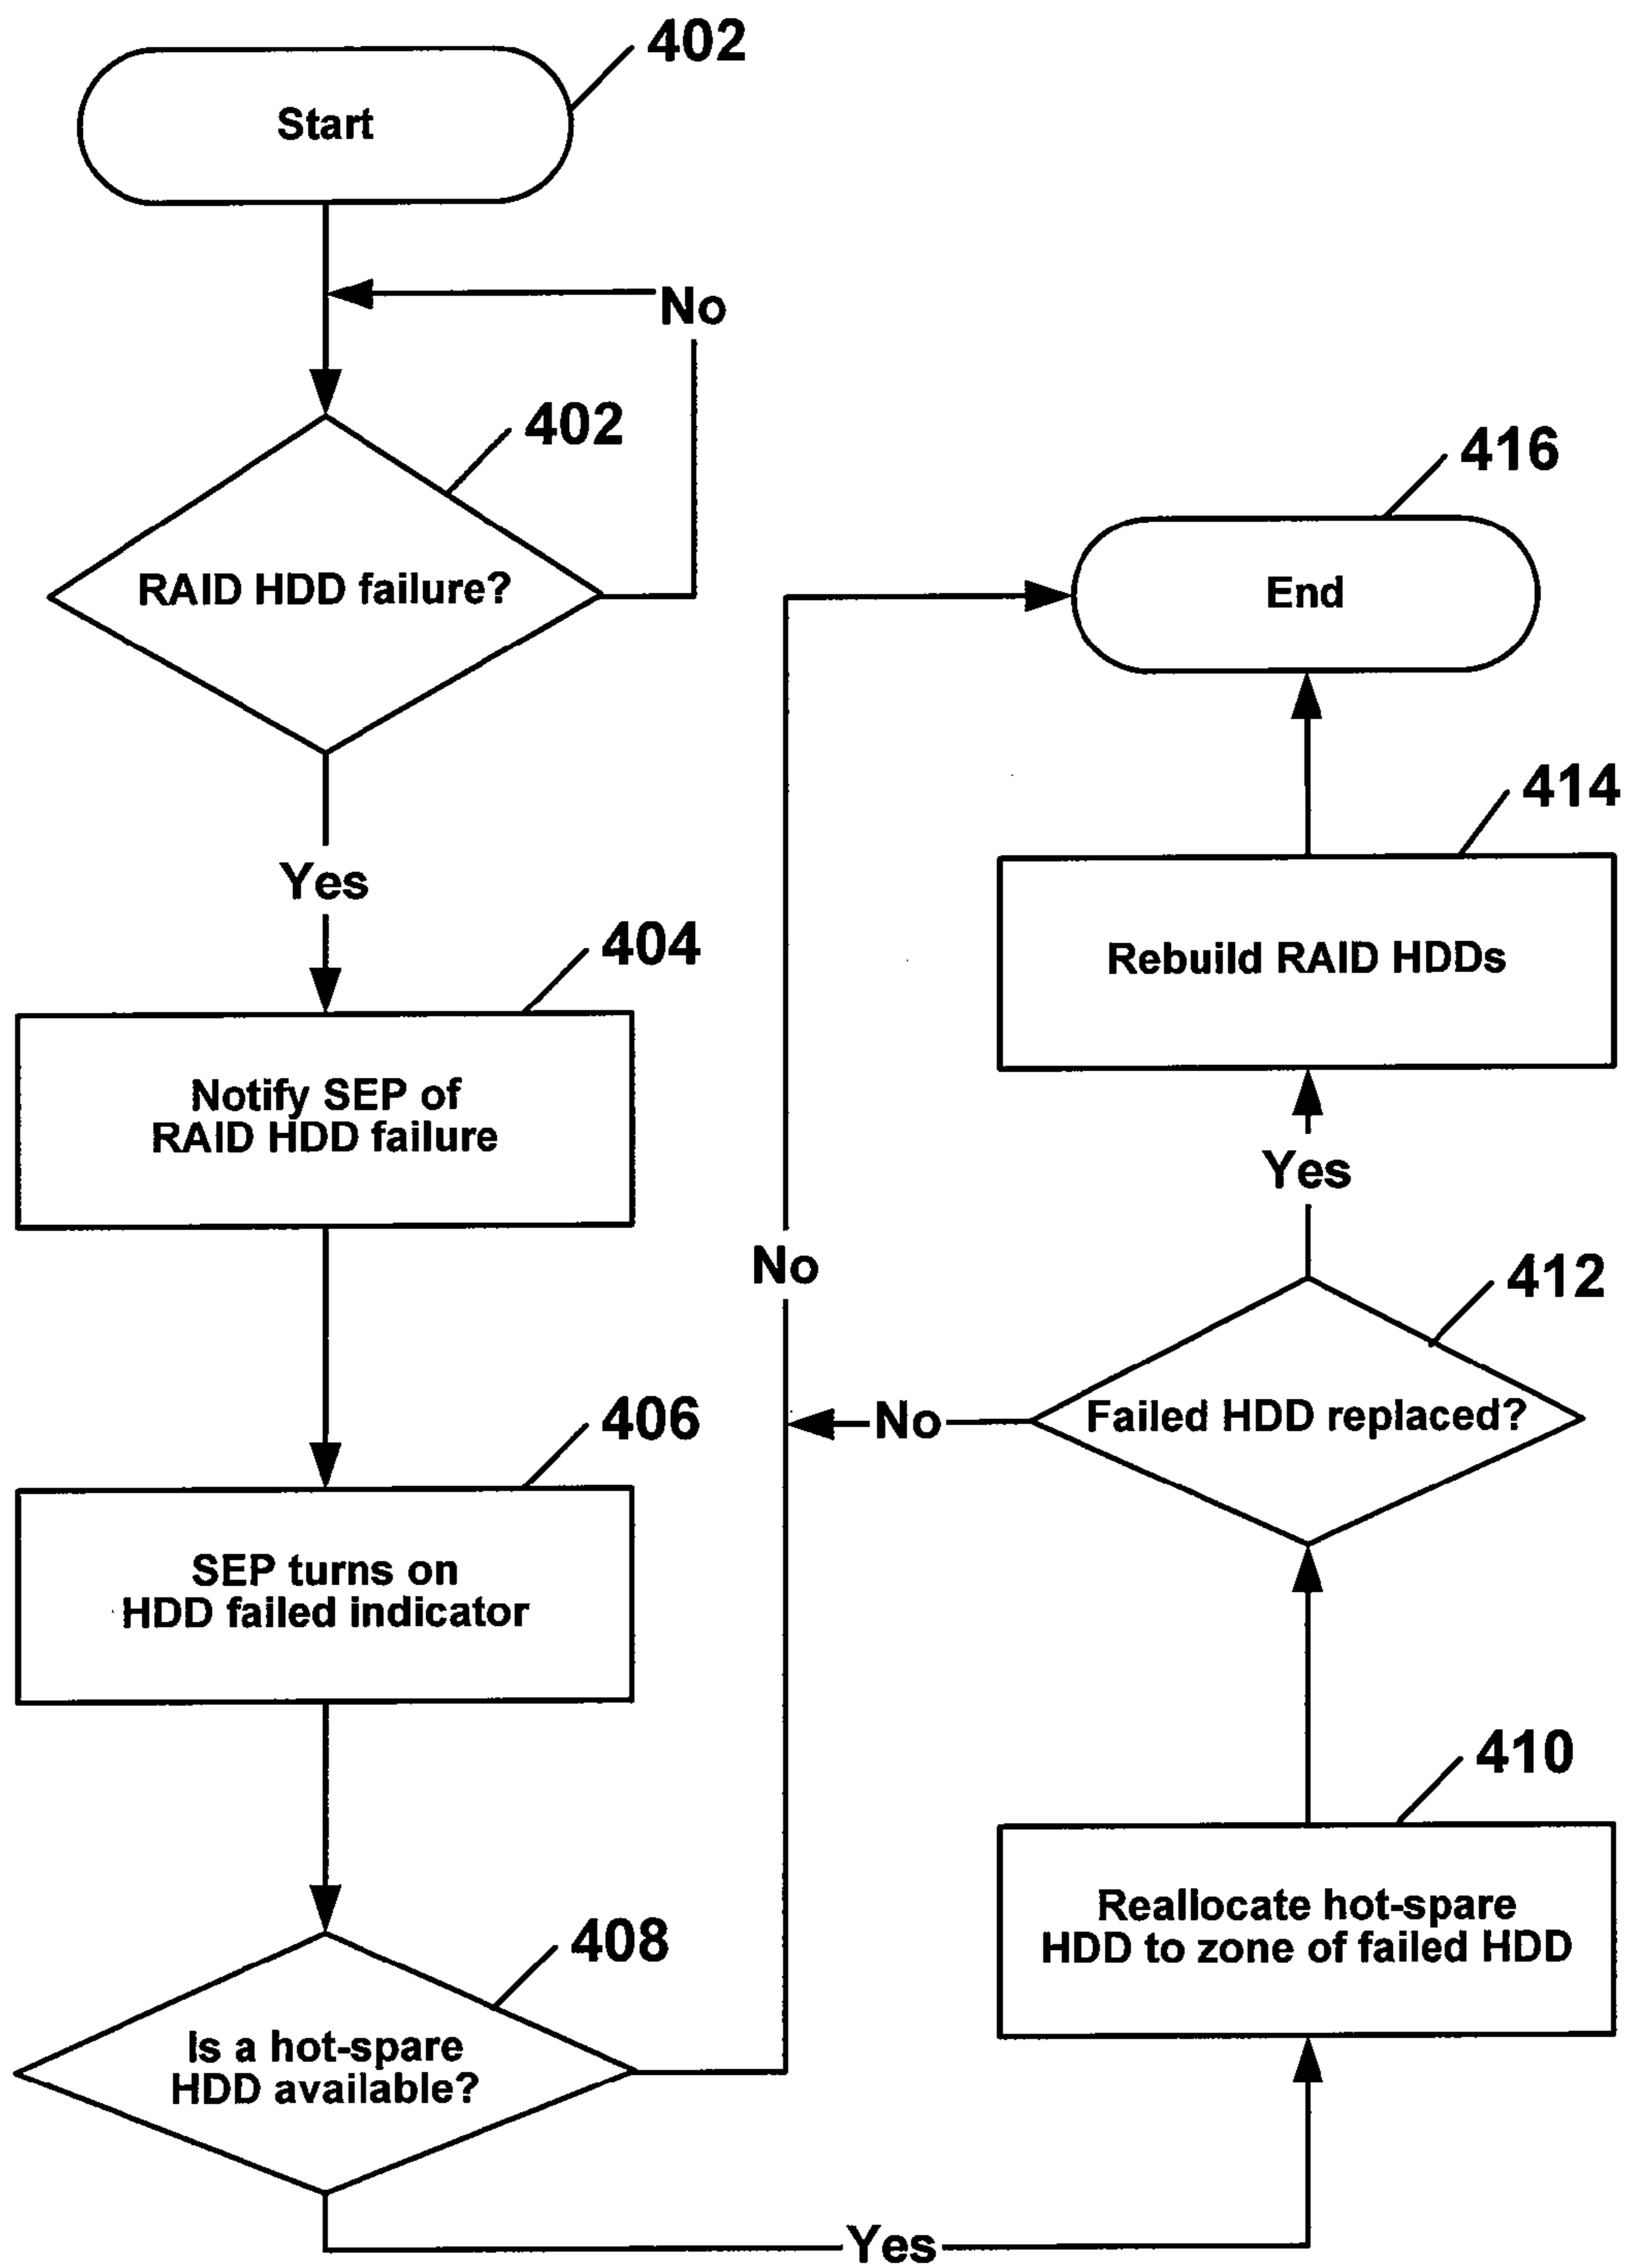 402
Start
No
402
RAID HDD failure?
Yes
404
Notify SEP of
RAID HDD failure
406
SEP turns on
HDD failed indicator
408
Is a hot-spare
HDD available?
Yes
No
410
Reallocate hot-spare
HDD to zone of failed HDD
412
Failed HDD replaced?
No
Yes
414
Rebuild RAID HDDs
416
End